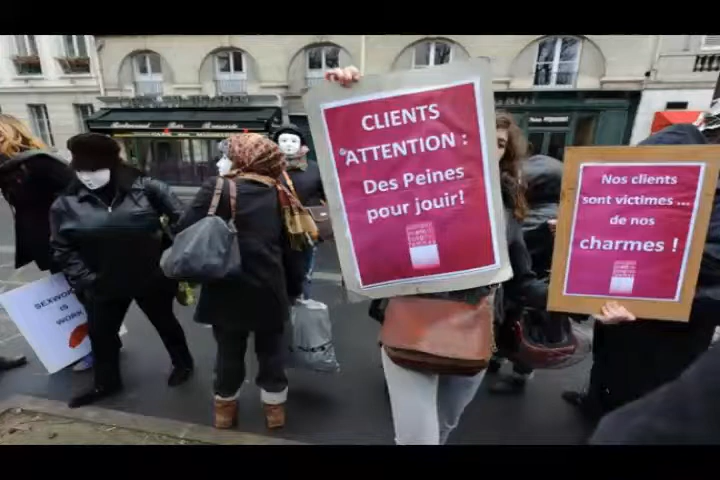 CLIENTS
ATTENTION :
Des Peines
pour jouir!
Nos clients
sont victimes ...
de nos
charmes !
SEXWORK
IS
WORK